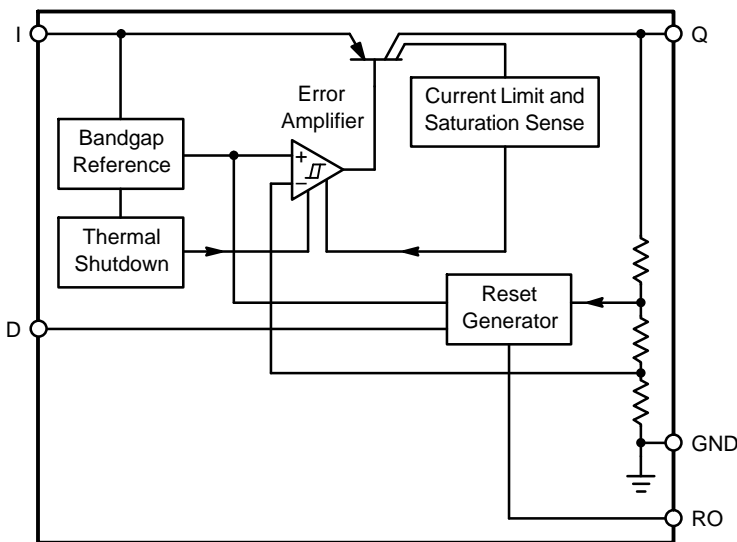 I
Q
Error
Amplifier
Current Limit and
Saturation Sense
Bandgap
Reference
+
−
Thermal
Shutdown
Reset
Generator
D
GND
RO